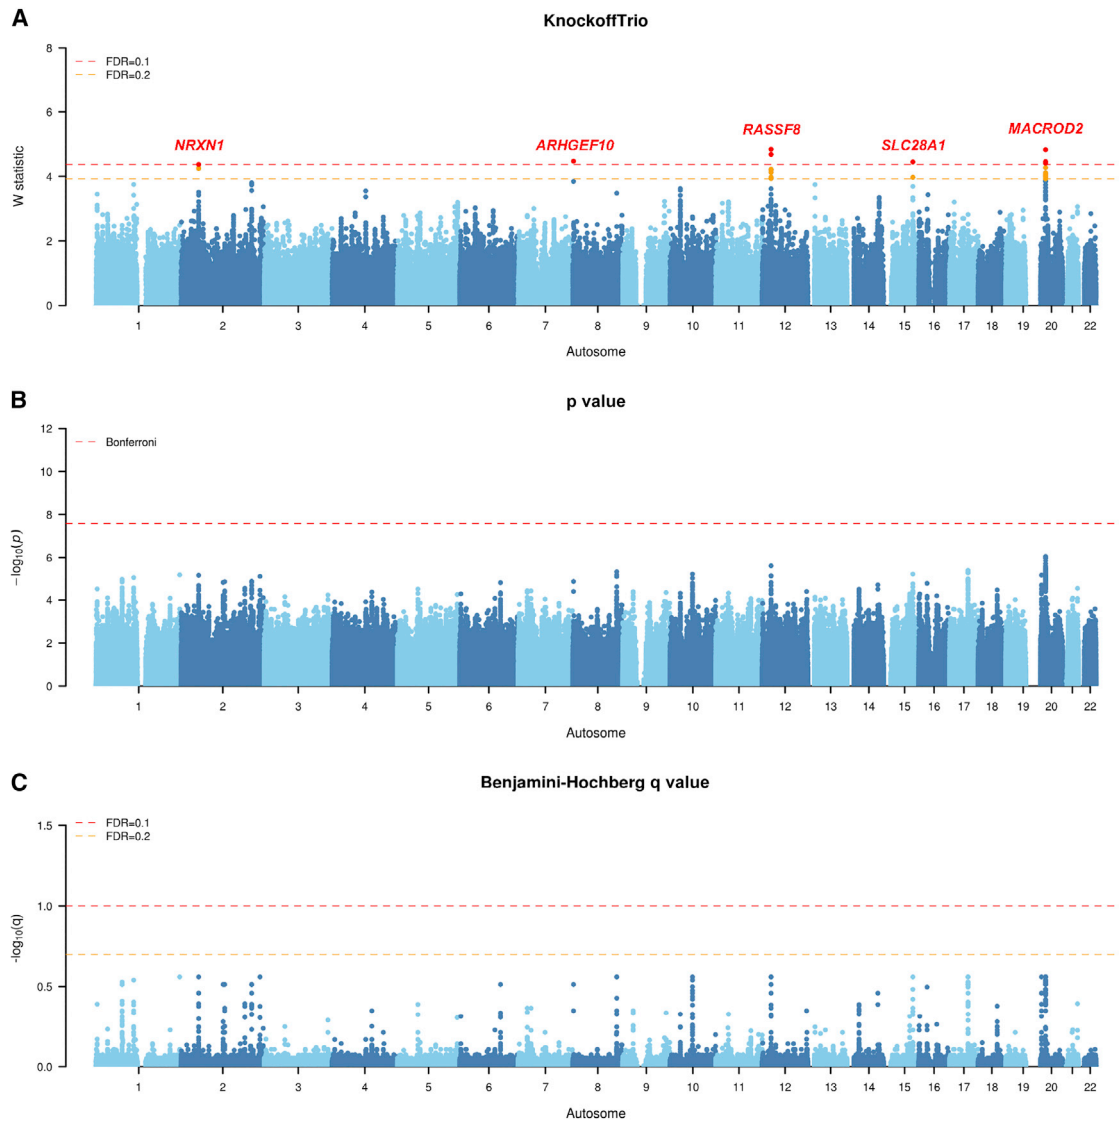 A
KnockoffTrio
FDR=0.1
FDR=0.2
W statistic
8
6
4
2
0
NRXN1
ARHGEF10
RASSF8
SLC28A1
MACROD2
1 2 3 4 5 6 7 8 9 10 11 12 13 14 15 16 17 18 19 20 22
Autosome
B
p value
Bonferroni
−log10(p)
12
10
8
6
4
2
0
1 2 3 4 5 6 7 8 9 10 11 12 13 14 15 16 17 18 19 20 22
Autosome
C
Benjamini-Hochberg q value
FDR=0.1
FDR=0.2
-log10(q)
1.5
1.0
0.5
0.0
1 2 3 4 5 6 7 8 9 10 11 12 13 14 15 16 17 18 19 20 22
Autosome